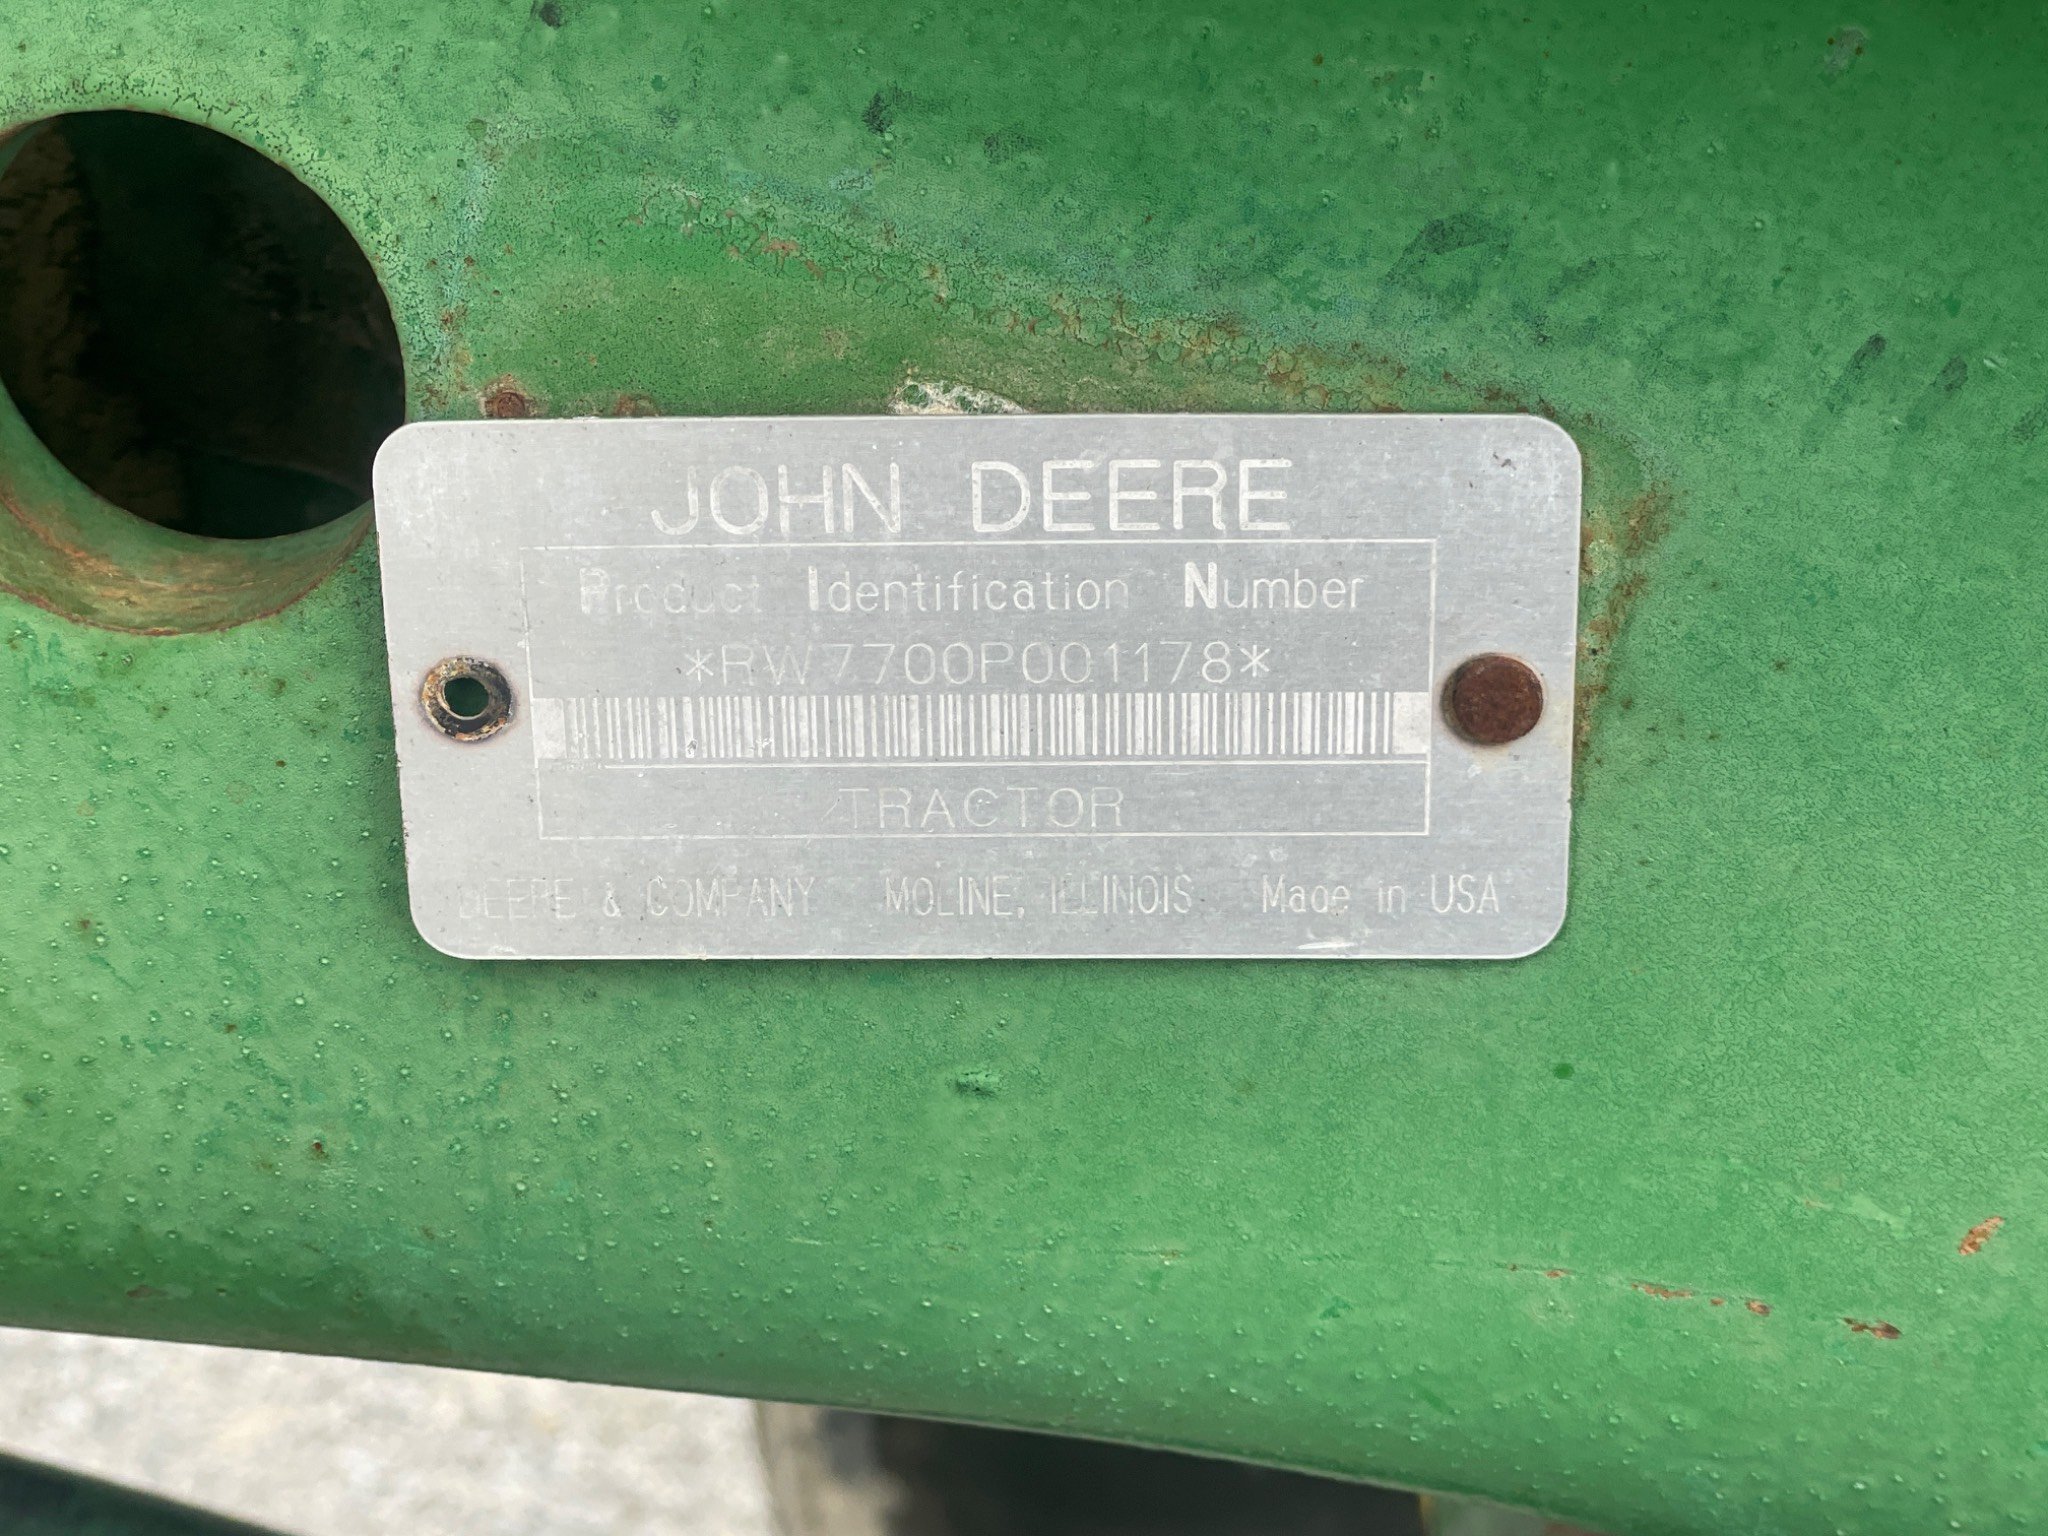 JOHN DEERE
Product Identification Number
*RW7700P001178*
TRACTOR
DEERE & COMPANY MOLINE, ILLINOIS Made in USA